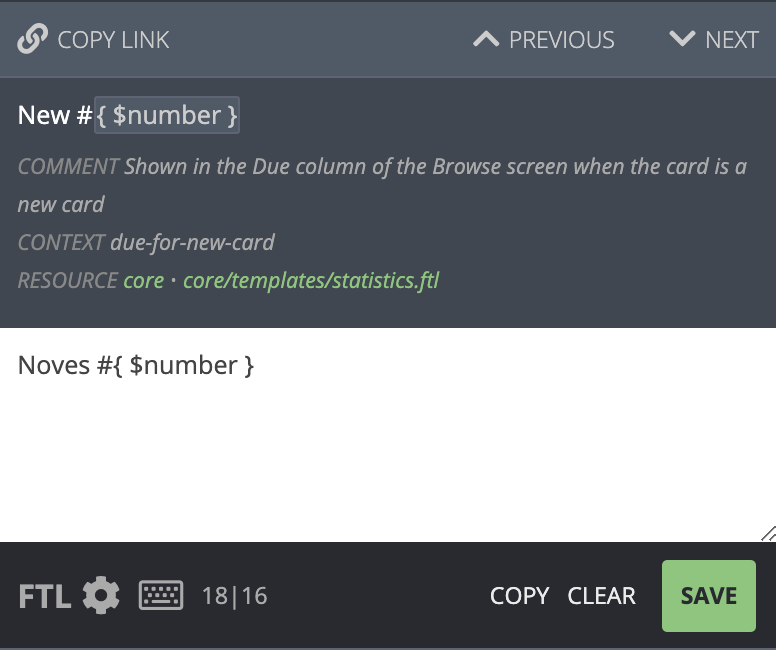 COPY LINK PREVIOUS NEXT
New #{ $number }
COMMENT Shown in the Due column of the Browse screen when the card is a
new card
CONTEXT due-for-new-card
RESOURCE core · core/templates/statistics.ftl
Noves #{ $number }
FTL 18|16 COPY CLEAR SAVE